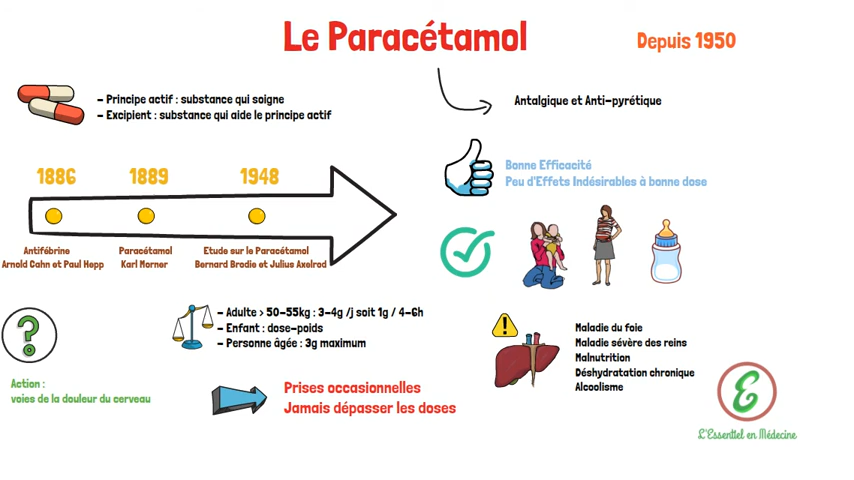 Le Paracétamol
Depuis 1950
– Principe actif : substance qui soigne
– Excipient : substance qui aide le principe actif
Antalgique et Anti-pyrétique
Bonne Efficacité
Peu d'Effets Indésirables à bonne dose
1886
1889
1948
Antifébrine
Arnold Cahn et Paul Hepp
Paracétamol
Karl Morner
Etude sur le Paracétamol
Bernard Brodie et Julius Axelrod
?
Action :
voies de la douleur du cerveau
– Adulte > 50–55kg : 3–4g /j soit 1g / 4–6h
– Enfant : dose–poids
– Personne âgée : 3g maximum
Prises occasionnelles
Jamais dépasser les doses
!
Maladie du foie
Maladie sévère des reins
Malnutrition
Déshydratation chronique
Alcoolisme
E
L'Essentiel en Médecine